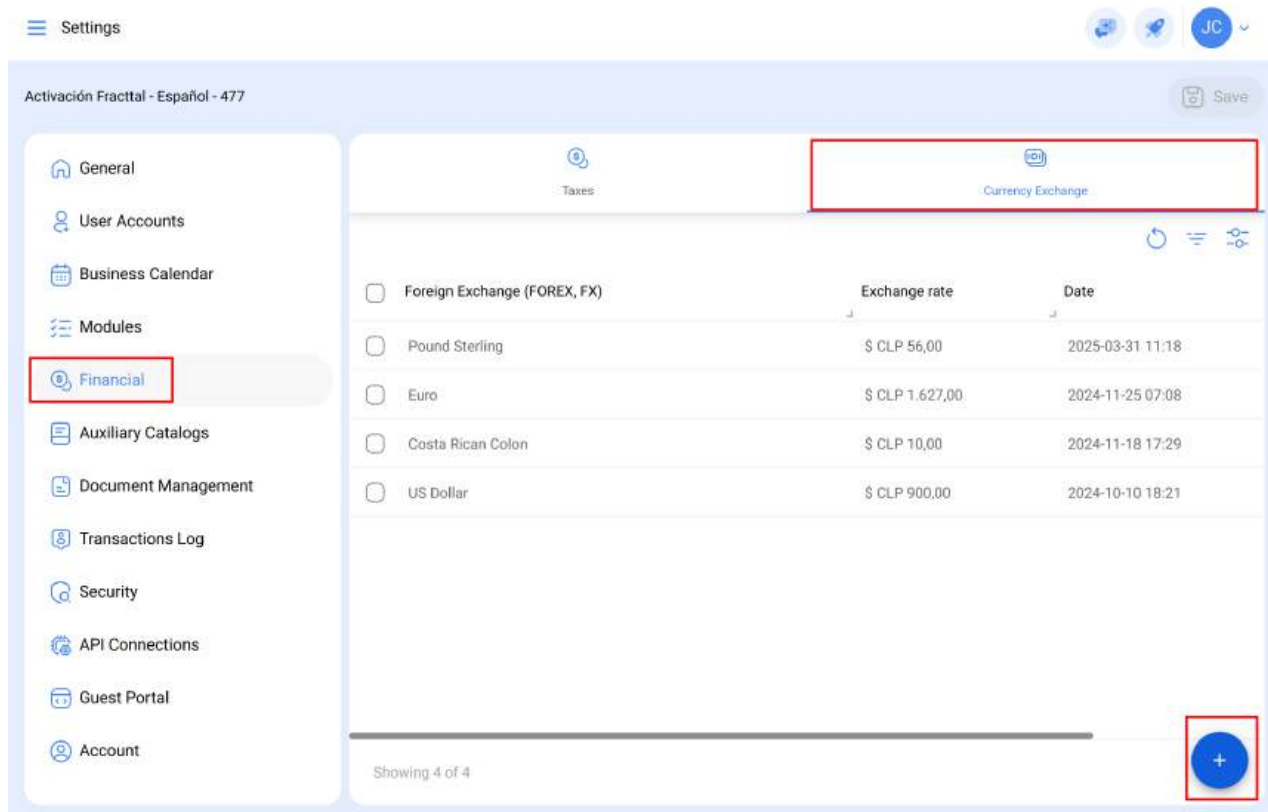 Settings
JC
Activación Fracttal - Español - 477
Save
General
User Accounts
Business Calendar
Modules
Financial
Auxiliary Catalogs
Document Management
Transactions Log
Security
API Connections
Guest Portal
Account
Taxes
Currency Exchange
Foreign Exchange (FOREX, FX) Exchange rate Date
Pound Sterling $ CLP 56,00 2025-03-31 11:18
Euro $ CLP 1.627,00 2024-11-25 07:08
Costa Rican Colon $ CLP 10,00 2024-11-18 17:29
US Dollar $ CLP 900,00 2024-10-10 18:21
Showing 4 of 4
+